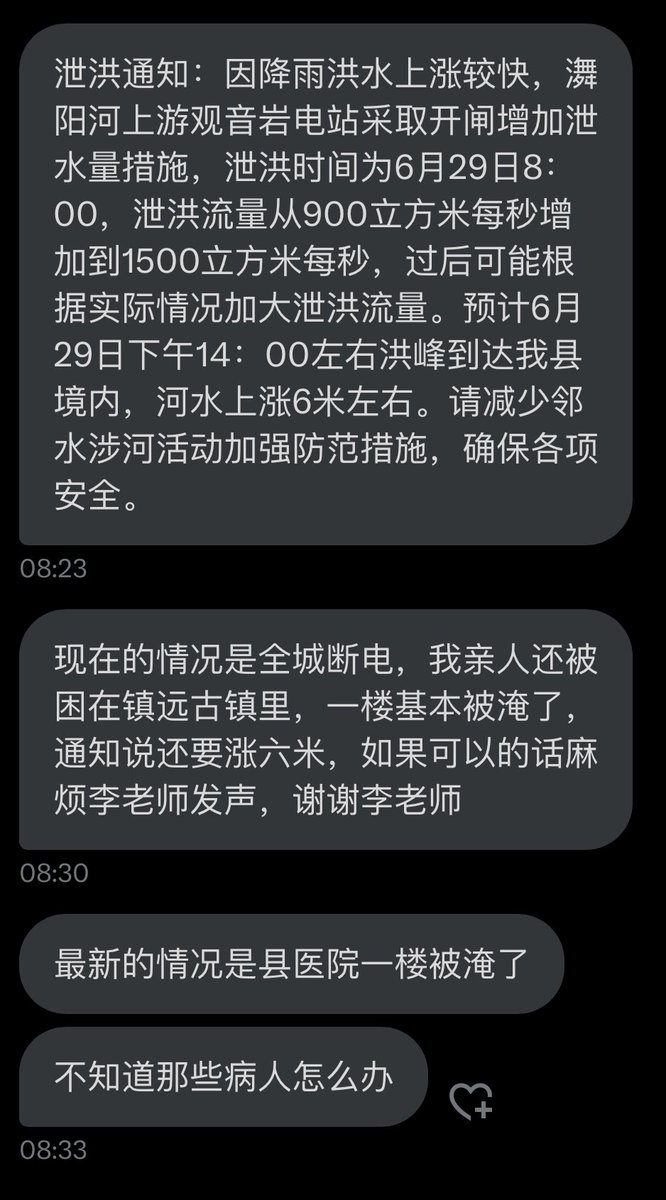 泄洪通知：因降雨洪水上涨较快，㵲
阳河上游观音岩电站采取开闸增加泄
水量措施，泄洪时间为6月29日8：
00，泄洪流量从900立方米每秒增
加到1500立方米每秒，过后可能根
据实际情况加大泄洪流量。预计6月
29日下午14：00左右洪峰到达我县
境内，河水上涨6米左右。请减少邻
水涉河活动加强防范措施，确保各项
安全。
08:23
现在的情况是全城断电，我亲人还被
困在镇远古镇里，一楼基本被淹了，
通知说还要涨六米，如果可以的话麻
烦李老师发声，谢谢李老师
08:30
最新的情况是县医院一楼被淹了
不知道那些病人怎么办
08:33